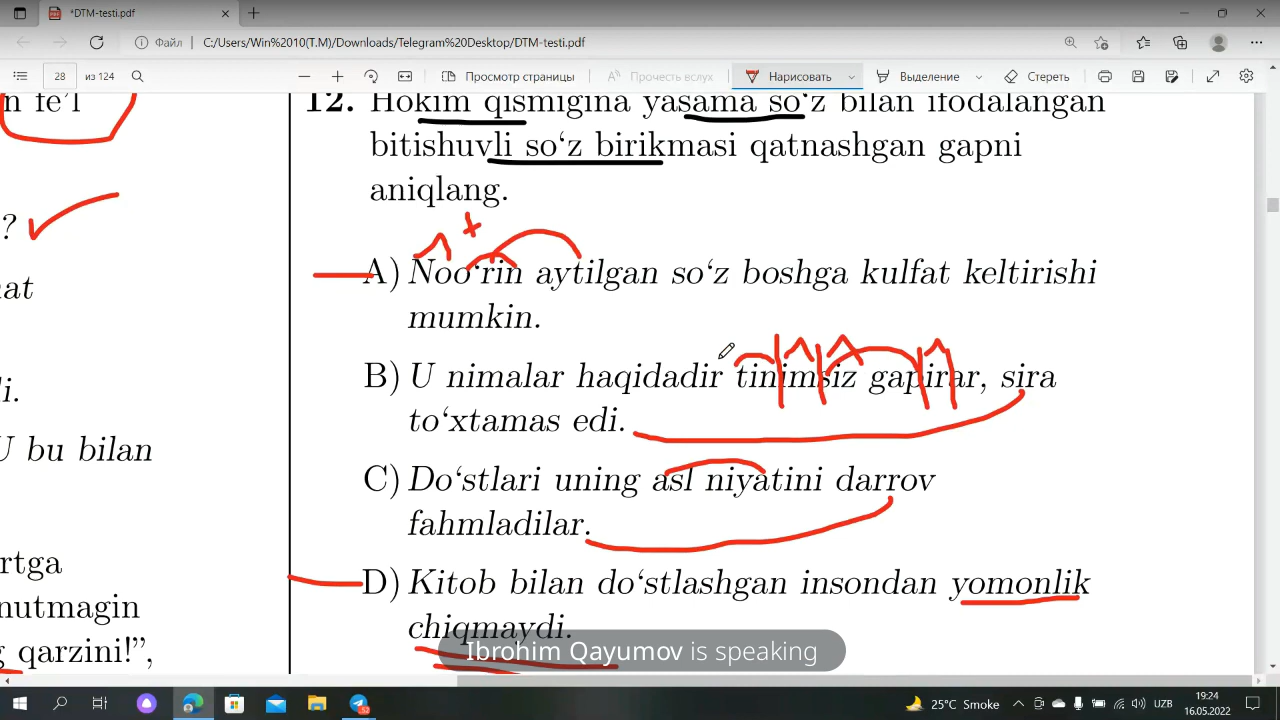 *DTM-testi.pdf
Файл
C:/Users/Win%2010(T.M)/Downloads/Telegram%20Desktop/DTM-testi.pdf
28 из 124
Просмотр страницы
Прочесть вслух
Нарисовать
Выделение
Стереть
n fe'l
?
at
li.
U bu bilan
rtga
nutmagin
g qarzini!”,
12. Hokim qismigina yasama so‘z bilan ifodalangan
bitishuvli so‘z birikmasi qatnashgan gapni
aniqlang.
A) Noo‘rin aytilgan so‘z boshga kulfat keltirishi
mumkin.
B) U nimalar haqidadir tinimsiz gapirar, sira
to‘xtamas edi.
C) Do‘stlari uning asl niyatini darrov
fahmladilar.
D) Kitob bilan do‘stlashgan insondan yomonlik
chiqmaydi.
Ibrohim Qayumov is speaking
25°C Smoke
UZB
19:24
16.05.2022